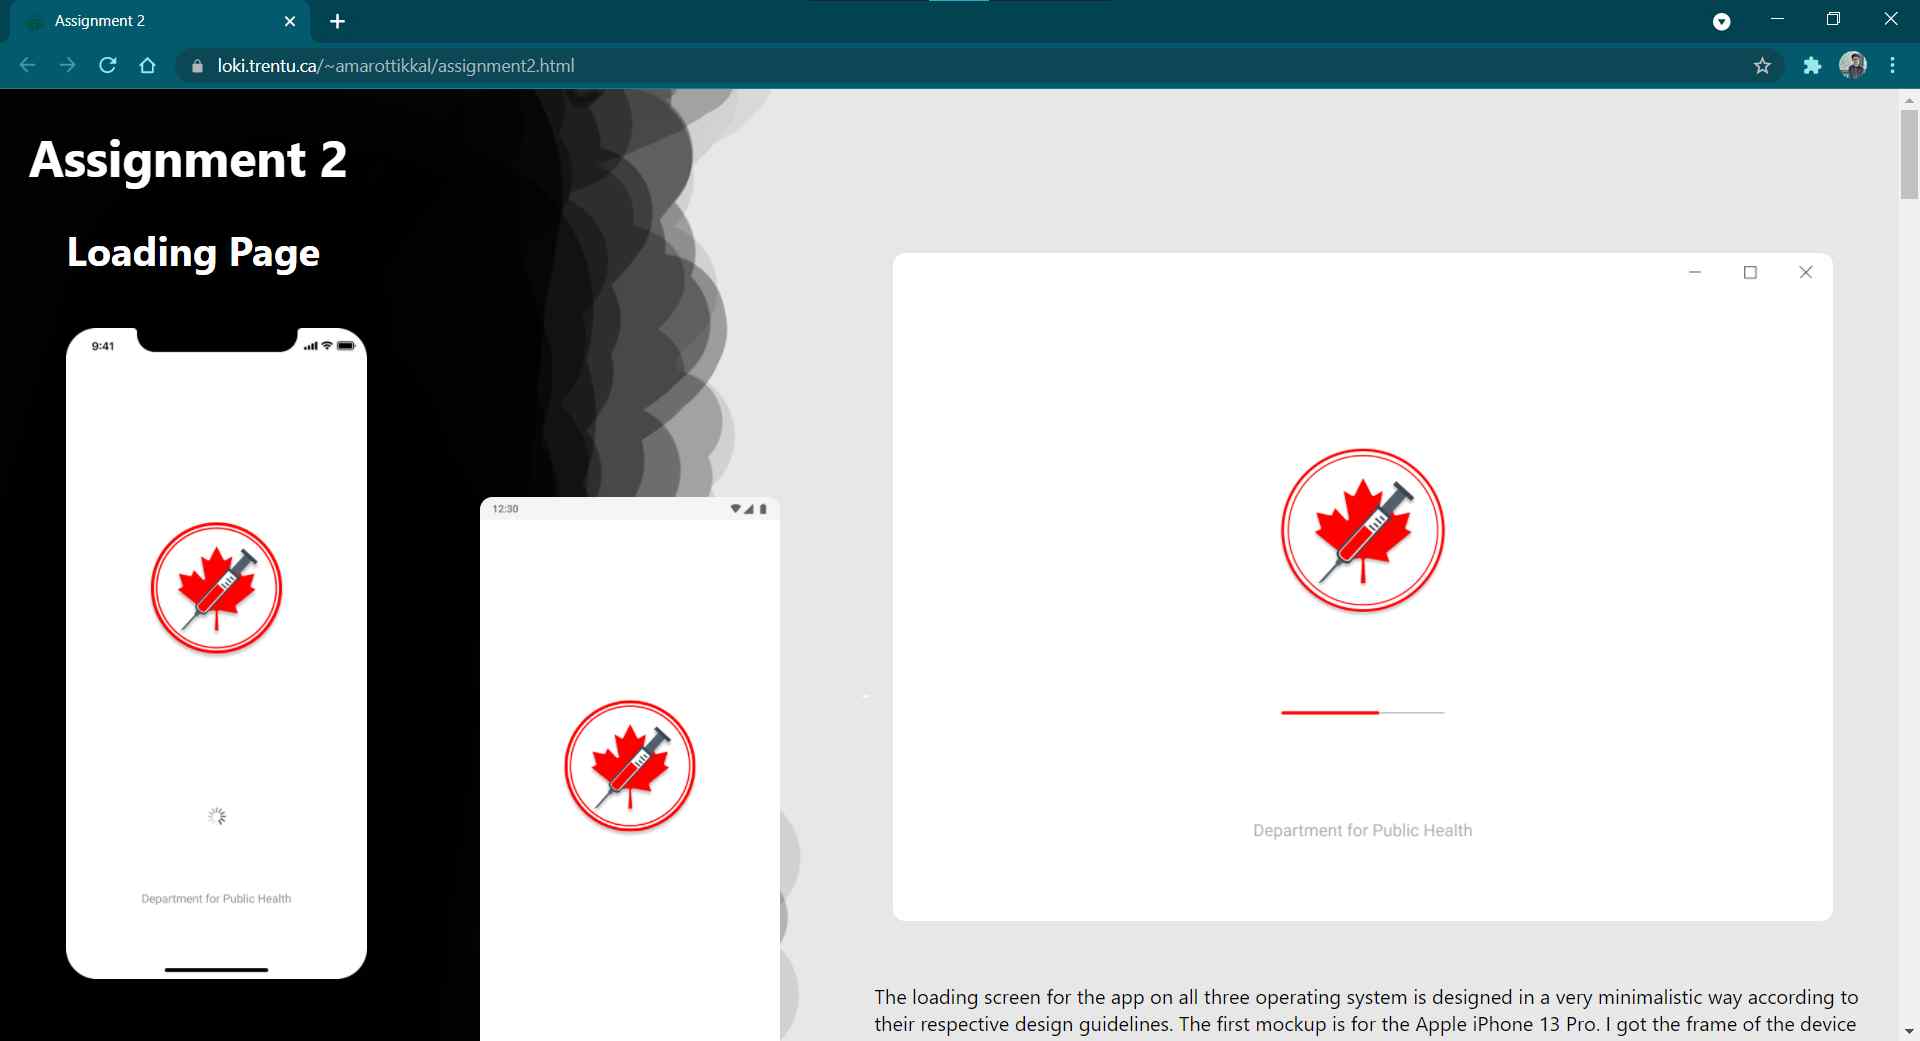 Assignment 2
loki.trentu.ca/~amarottikkal/assignment2.html
Assignment 2
Loading Page
9:41
Department for Public Health
12:30
Department for Public Health
The loading screen for the app on all three operating system is designed in a very minimalistic way according to
their respective design guidelines. The first mockup is for the Apple iPhone 13 Pro. I got the frame of the device